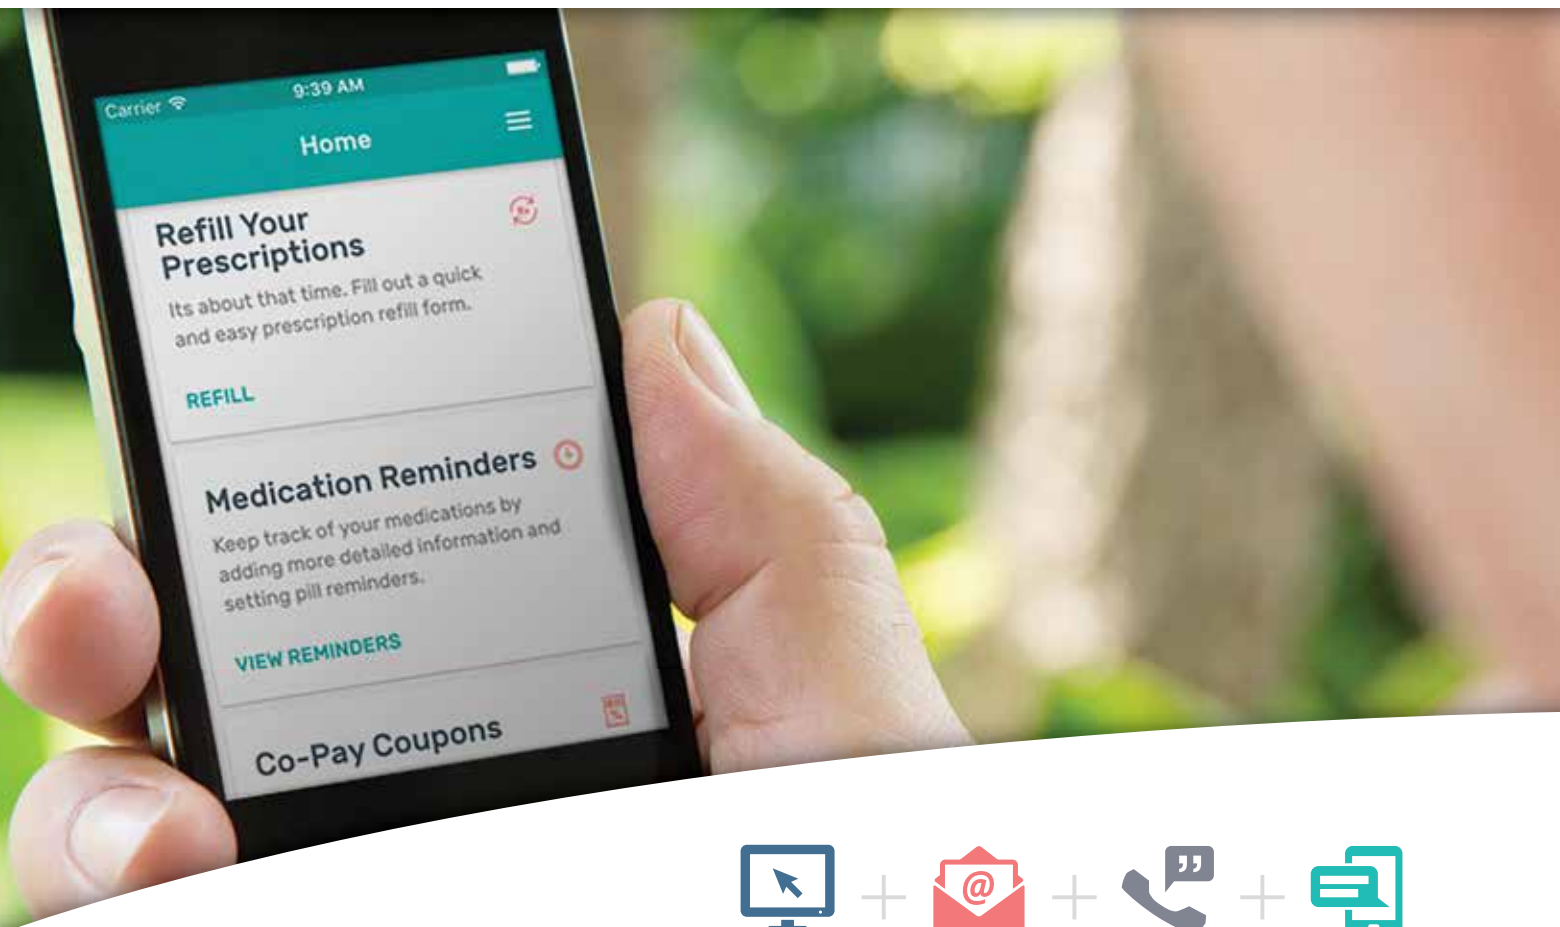 Carrier 9:39 AM
Home
Refill Your
Prescriptions
Its about that time. Fill out a quick
and easy prescription refill form.
REFILL
Medication Reminders
Keep track of your medications by
adding more detailed information and
setting pill reminders.
VIEW REMINDERS
Co-Pay Coupons
@